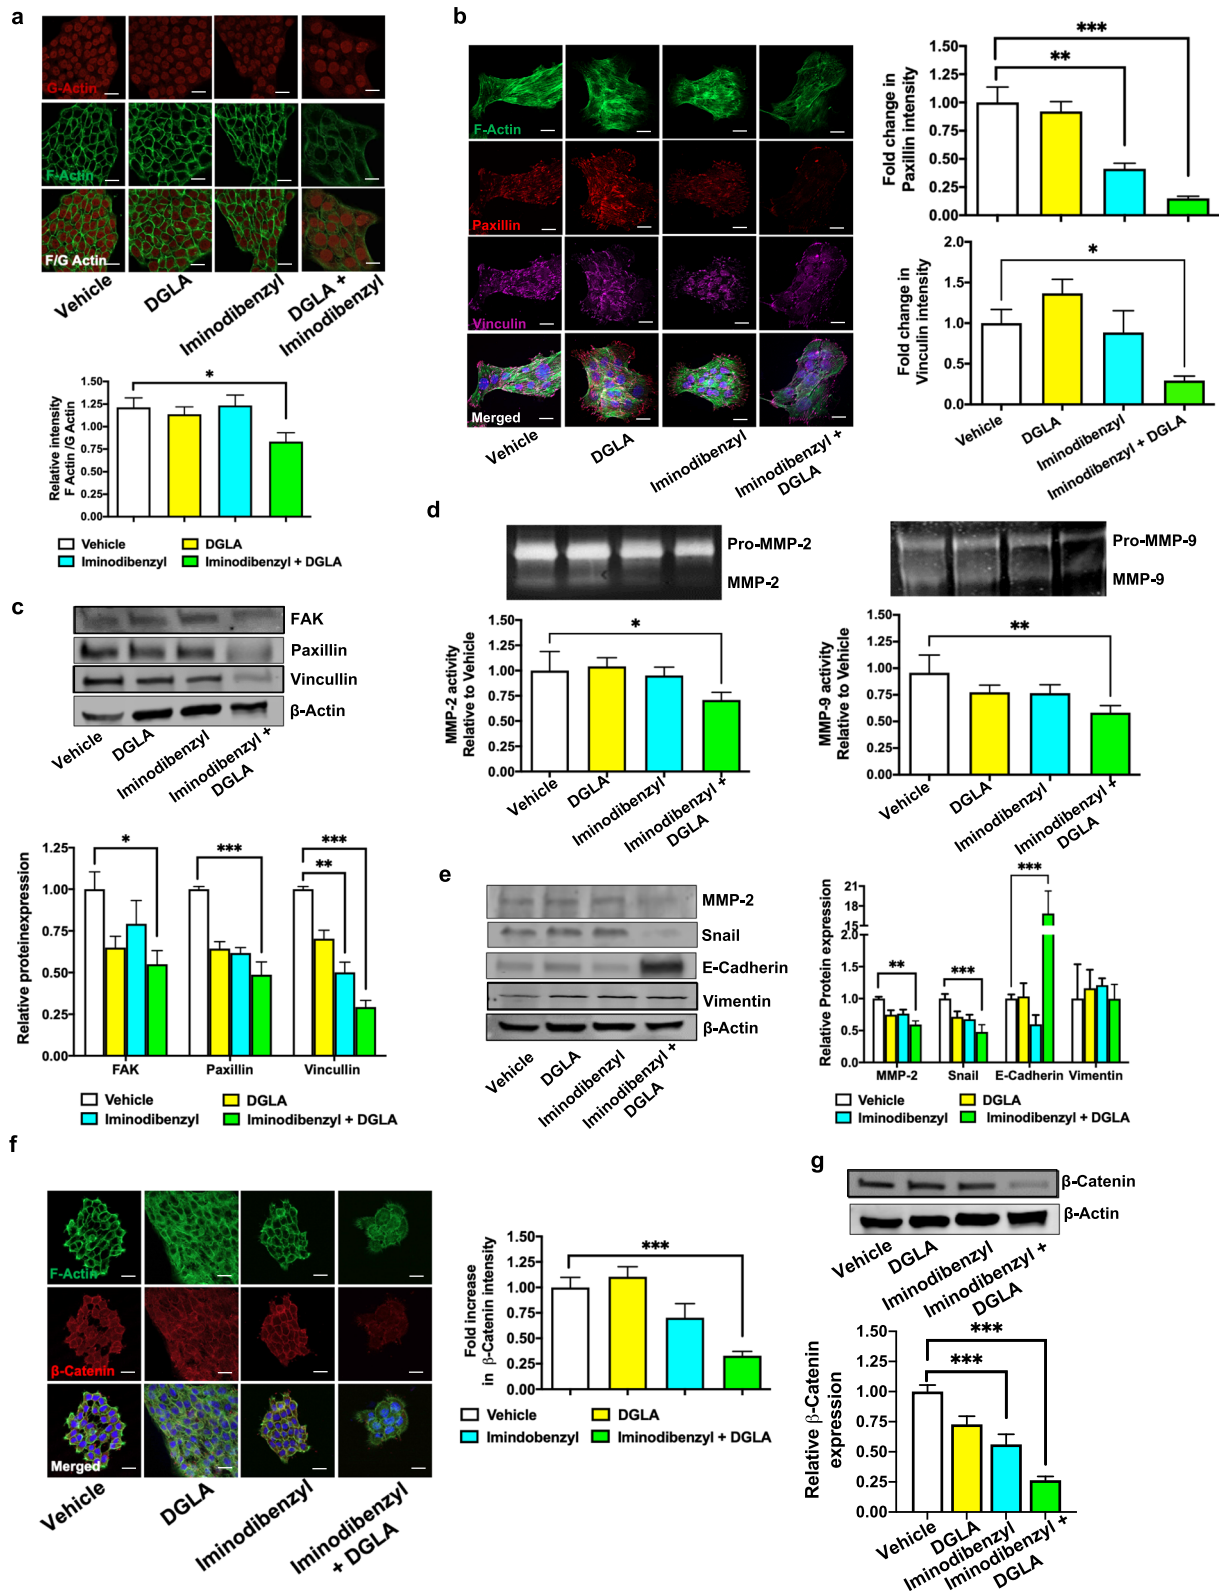 a
G-Actin
F-Actin
F/G Actin
Vehicle
DGLA
Iminodibenzyl
DGLA +
Iminodibenzyl
Relative intensity
F Actin /G Actin
1.50
1.25
1.00
0.75
0.50
0.25
0.00
*
Vehicle
DGLA
Iminodibenzyl
Iminodibenzyl + DGLA
b
F-Actin
Paxillin
Vinculin
Merged
Vehicle
DGLA
Iminodibenzyl
Iminodibenzyl +
DGLA
Fold change in
Paxillin intensity
1.50
1.25
1.00
0.75
0.50
0.25
0.00
***
**
Fold change in
Vinculin intensity
2.0
1.5
1.0
0.5
0.0
*
Vehicle
DGLA
Iminodibenzyl
Iminodibenzyl + DGLA
c
FAK
Paxillin
Vincullin
β-Actin
Vehicle
DGLA
Iminodibenzyl
Iminodibenzyl +
DGLA
Relative proteinexpression
1.25
1.00
0.75
0.50
0.25
0.00
*
***
***
**
FAK
Paxillin
Vincullin
Vehicle
DGLA
Iminodibenzyl
Iminodibenzyl + DGLA
d
Pro-MMP-2
MMP-2
MMP-2 activity
Relative to Vehicle
1.50
1.25
1.00
0.75
0.50
0.25
0.00
*
Vehicle
DGLA
Iminodibenzyl
Iminodibenzyl +
DGLA
Pro-MMP-9
MMP-9
MMP-9 activity
Relative to Vehicle
1.50
1.25
1.00
0.75
0.50
0.25
0.00
**
Vehicle
DGLA
Iminodibenzyl
Iminodibenzyl +
DGLA
e
MMP-2
Snail
E-Cadherin
Vimentin
β-Actin
Vehicle
DGLA
Iminodibenzyl
Iminodibenzyl +
DGLA
Relative Protein expression
21
18
15
12
9
2.0
1.5
1.0
0.5
0.0
**
***
***
MMP-2
Snail
E-Cadherin
Vimentin
Vehicle
DGLA
Iminodibenzyl
Iminodibenzyl + DGLA
f
F-Actin
β-Catenin
Merged
Vehicle
DGLA
Iminodibenzyl
Iminodibenzyl
+ DGLA
Fold increase
in β-Catenin intensity
1.50
1.25
1.00
0.75
0.50
0.25
0.00
***
Vehicle
DGLA
Imindobenzyl
Iminodibenzyl + DGLA
g
β-Catenin
β-Actin
Vehicle
DGLA
Iminodibenzyl
Iminodibenzyl +
DGLA
Relative β-Catenin
expression
1.50
1.25
1.00
0.75
0.50
0.25
0.00
***
***
Vehicle
DGLA
Iminodibenzyl
Iminodibenzyl +
DGLA